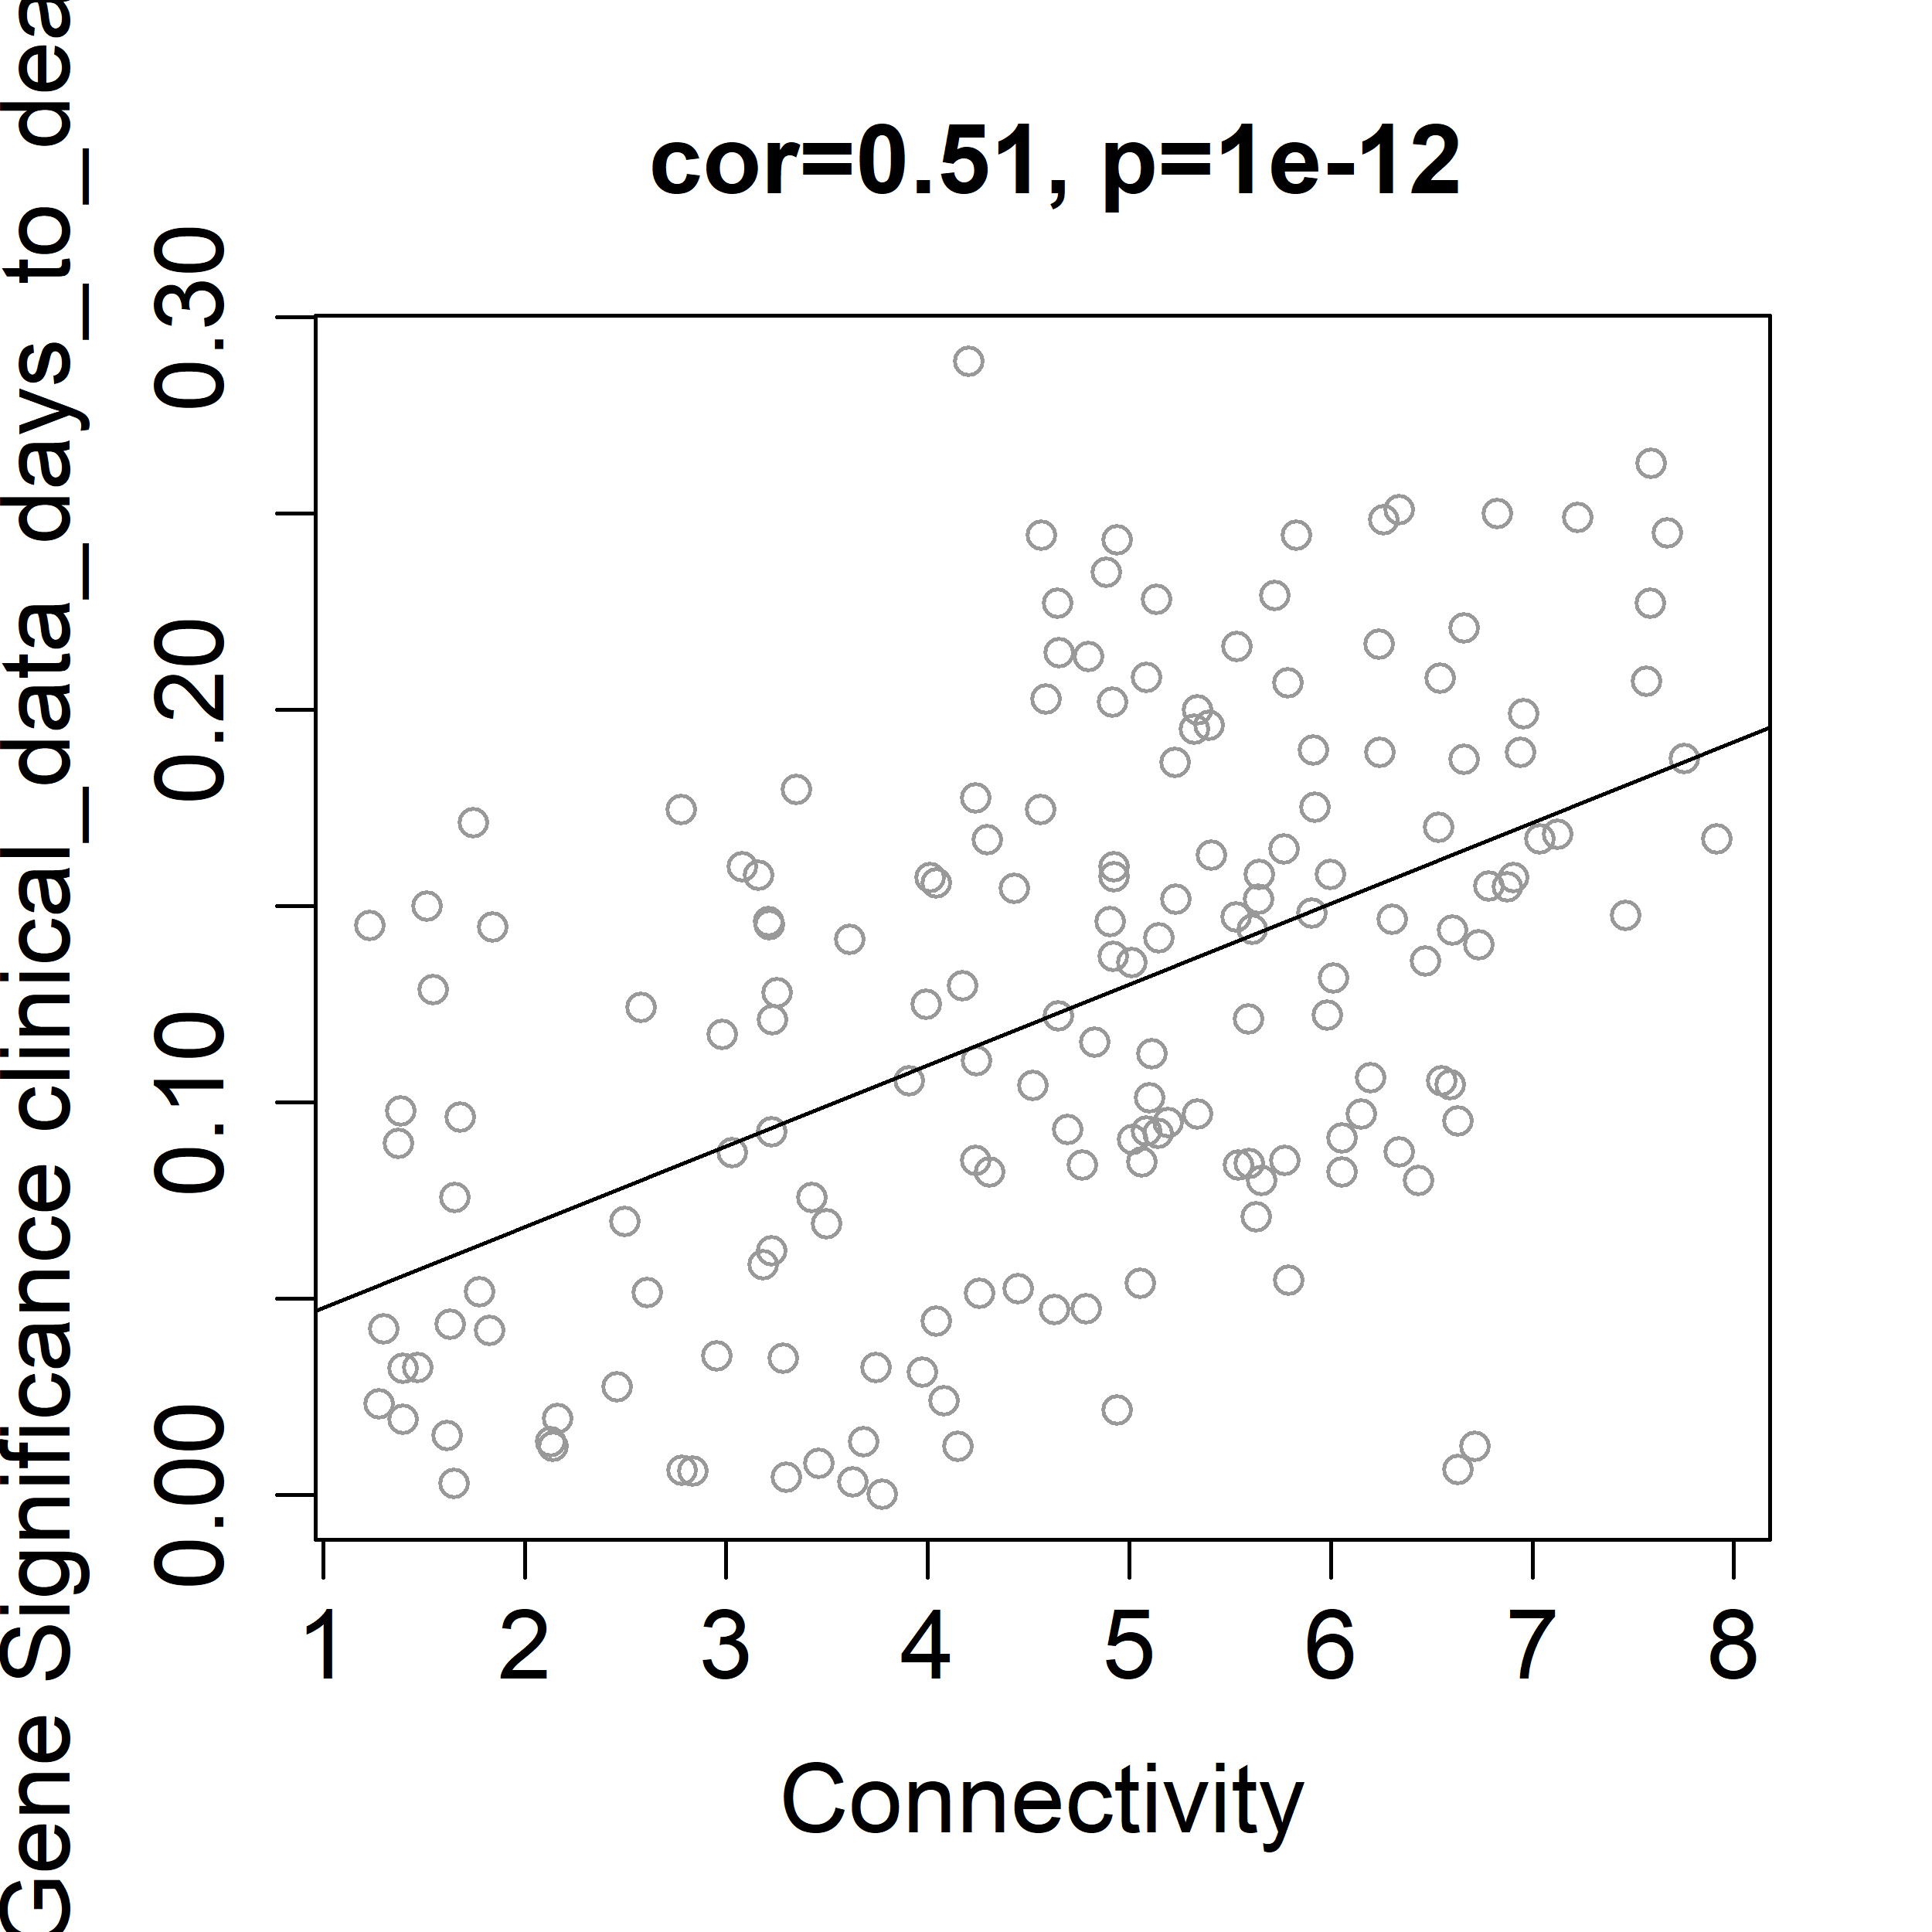 cor=0.51, p=1e-12
Gene Significance clinical_data_days_to_dea
0.30
0.20
0.10
0.00
1 2 3 4 5 6 7 8
Connectivity